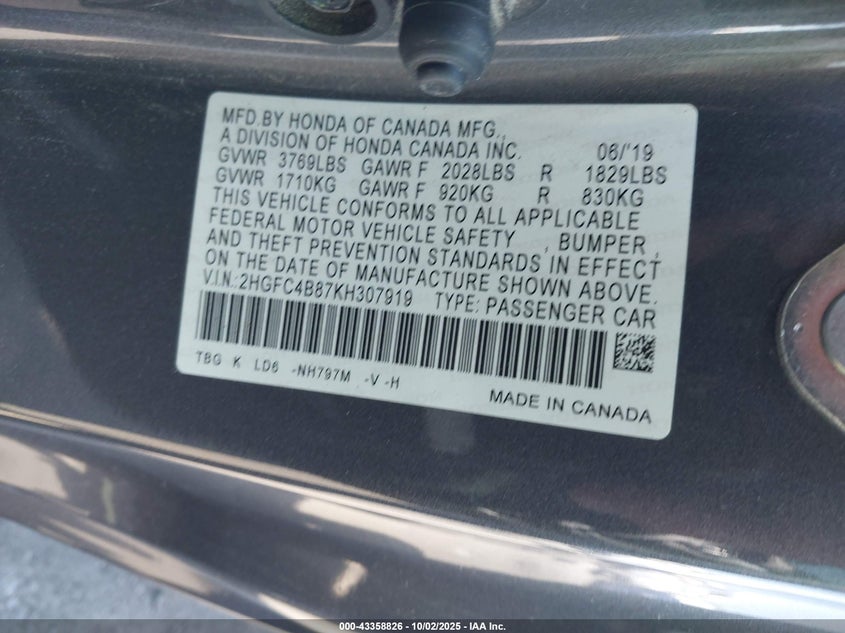 MFD.BY HONDA OF CANADA MFG.,
A DIVISION OF HONDA CANADA INC. 06/'19
GVWR 3769LBS GAWR F 2028LBS R 1829LBS
GVWR 1710KG GAWR F 920KG R 830KG
THIS VEHICLE CONFORMS TO ALL APPLICABLE
FEDERAL MOTOR VEHICLE SAFETY , BUMPER ,
AND THEFT PREVENTION STANDARDS IN EFFECT
ON THE DATE OF MANUFACTURE SHOWN ABOVE.
V.I.N.: 2HGFC4B87KH307919 TYPE: PASSENGER CAR
TBG K LD6 -NH797M -V -H
MADE IN CANADA
000-43358826 - 10/02/2025 - IAA Inc.